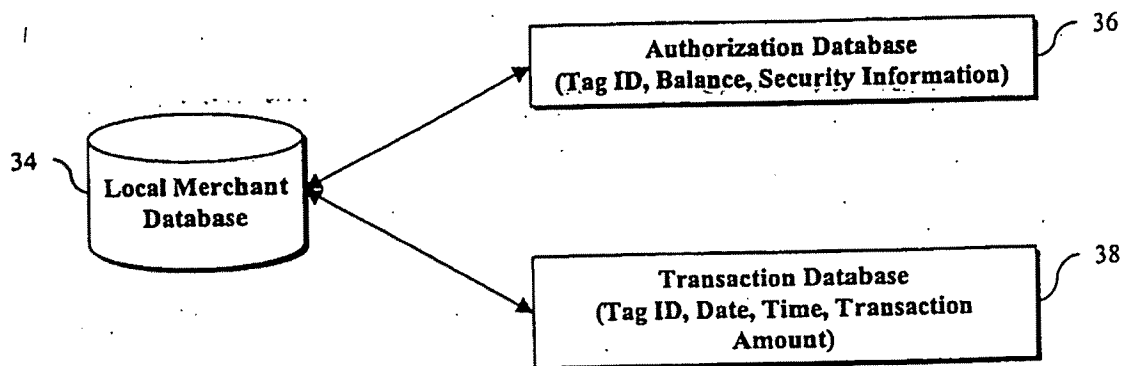 36
Authorization Database
(Tag ID, Balance, Security Information)
34
Local Merchant
Database
38
Transaction Database
(Tag ID, Date, Time, Transaction
Amount)